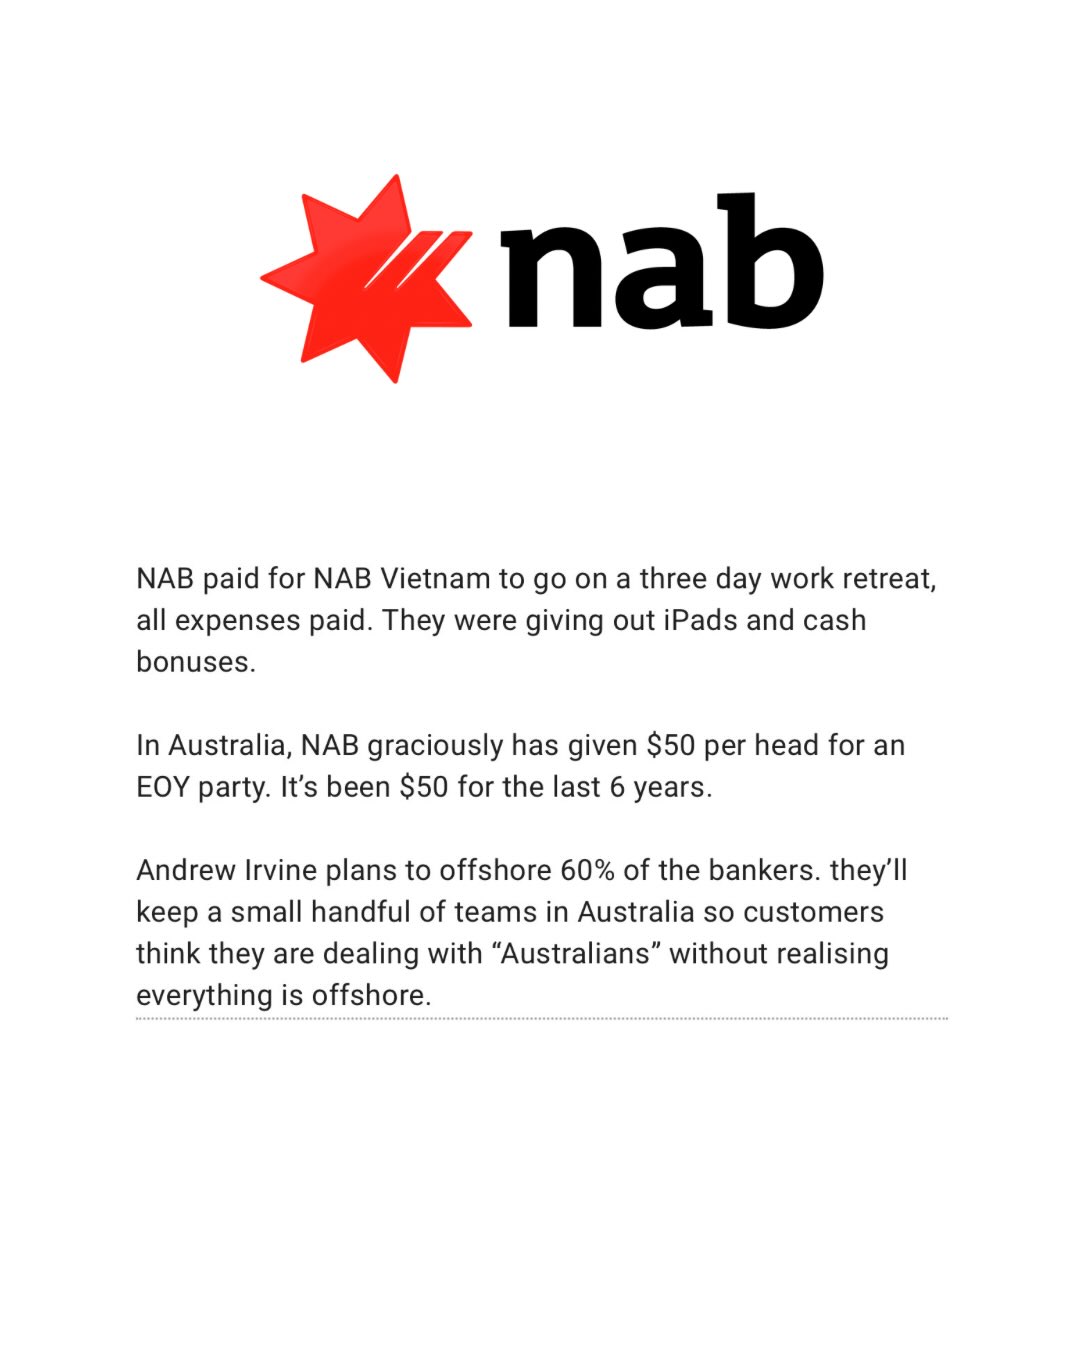 nab
NAB paid for NAB Vietnam to go on a three day work retreat,
all expenses paid. They were giving out iPads and cash
bonuses.
In Australia, NAB graciously has given $50 per head for an
EOY party. It’s been $50 for the last 6 years.
Andrew Irvine plans to offshore 60% of the bankers. they’ll
keep a small handful of teams in Australia so customers
think they are dealing with “Australians” without realising
everything is offshore.